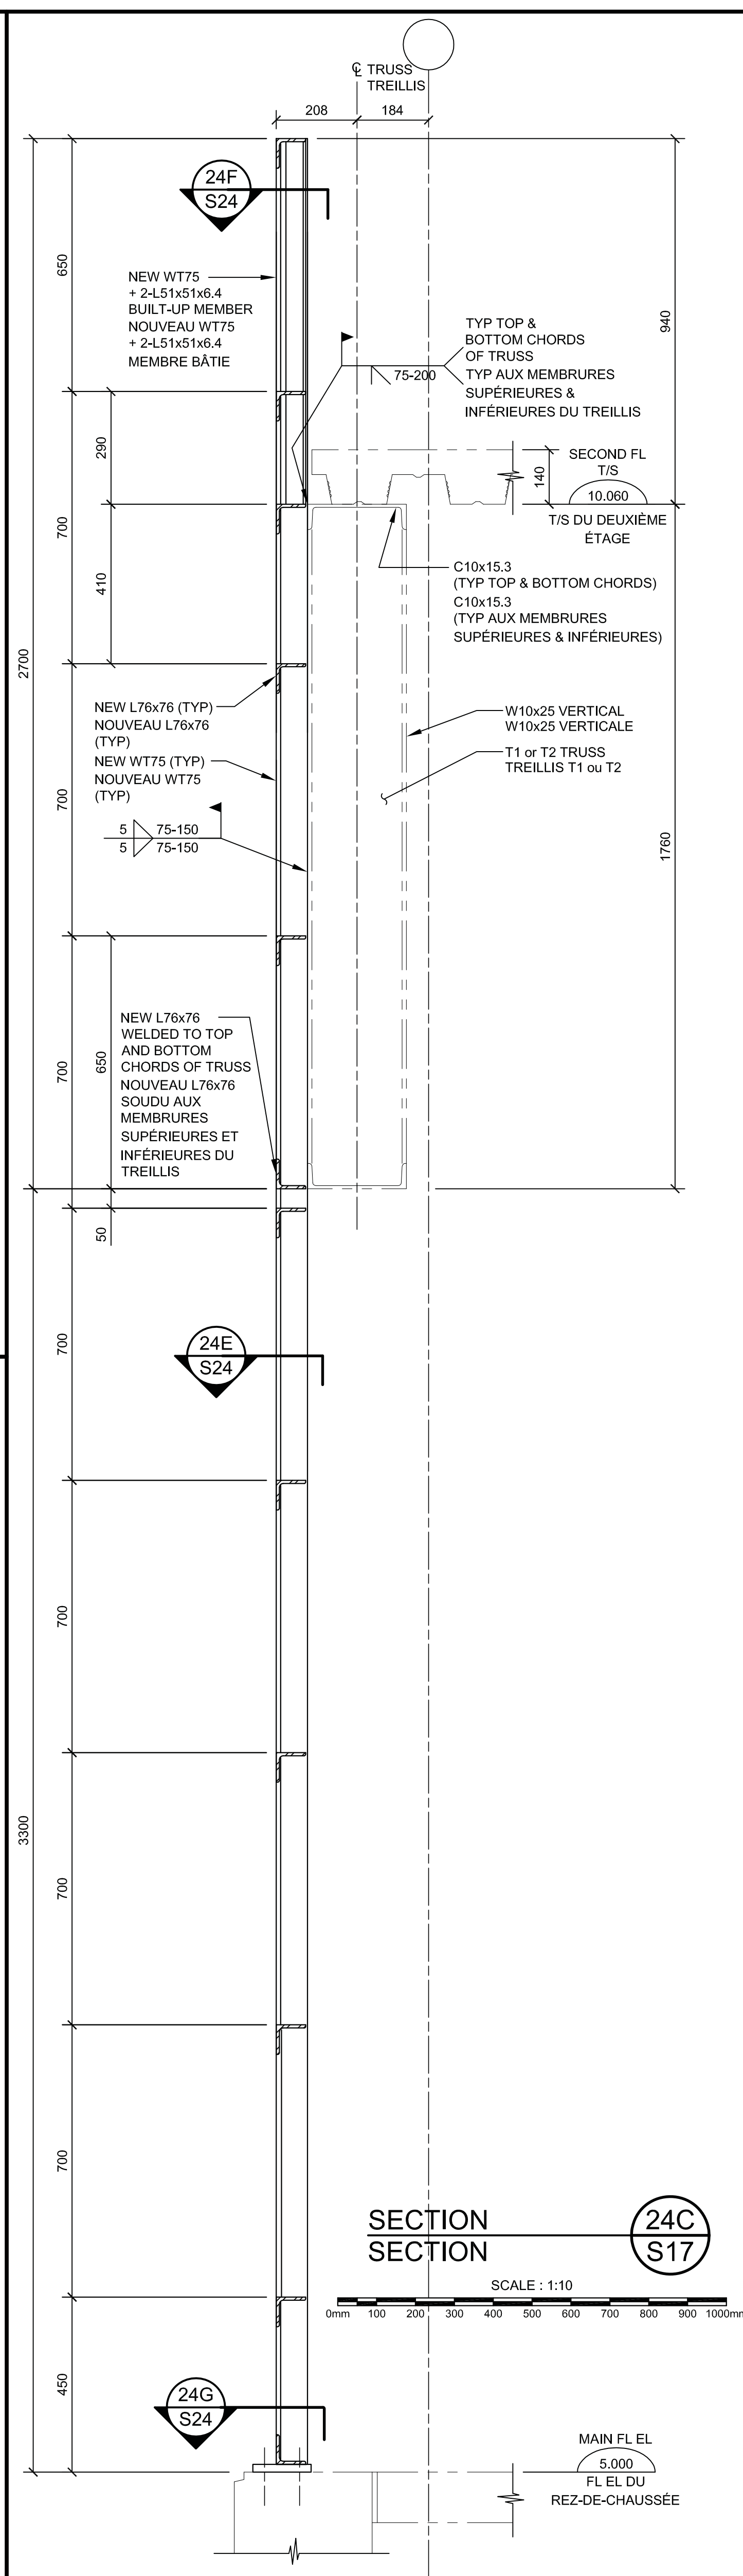 ℄ TRUSS
TREILLIS
208
184
24F
S24
650
940
NEW WT75
+ 2-L51x51x6.4
BUILT-UP MEMBER
NOUVEAU WT75
+ 2-L51x51x6.4
MEMBRE BÂTIE
TYP TOP &
BOTTOM CHORDS
OF TRUSS
TYP AUX MEMBRURES
SUPÉRIEURES &
INFÉRIEURES DU TREILLIS
75-200
290
140
SECOND FL
T/S
10.060
T/S DU DEUXIÈME
ÉTAGE
700
410
C10x15.3
(TYP TOP & BOTTOM CHORDS)
C10x15.3
(TYP AUX MEMBRURES
SUPÉRIEURES & INFÉRIEURES)
2700
NEW L76x76 (TYP)
NOUVEAU L76x76
(TYP)
NEW WT75 (TYP)
NOUVEAU WT75
(TYP)
W10x25 VERTICAL
W10x25 VERTICALE
T1 or T2 TRUSS
TREILLIS T1 ou T2
700
5 75-150
5 75-150
1760
NEW L76x76
WELDED TO TOP
AND BOTTOM
CHORDS OF TRUSS
NOUVEAU L76x76
SOUDU AUX
MEMBRURES
SUPÉRIEURES ET
INFÉRIEURES DU
TREILLIS
700
650
50
700
24E
S24
700
3300
700
700
SECTION
SECTION
24C
S17
SCALE : 1:10
0mm 100 200 300 400 500 600 700 800 900 1000mm
450
24G
S24
MAIN FL EL
5.000
FL EL DU
REZ-DE-CHAUSSÉE